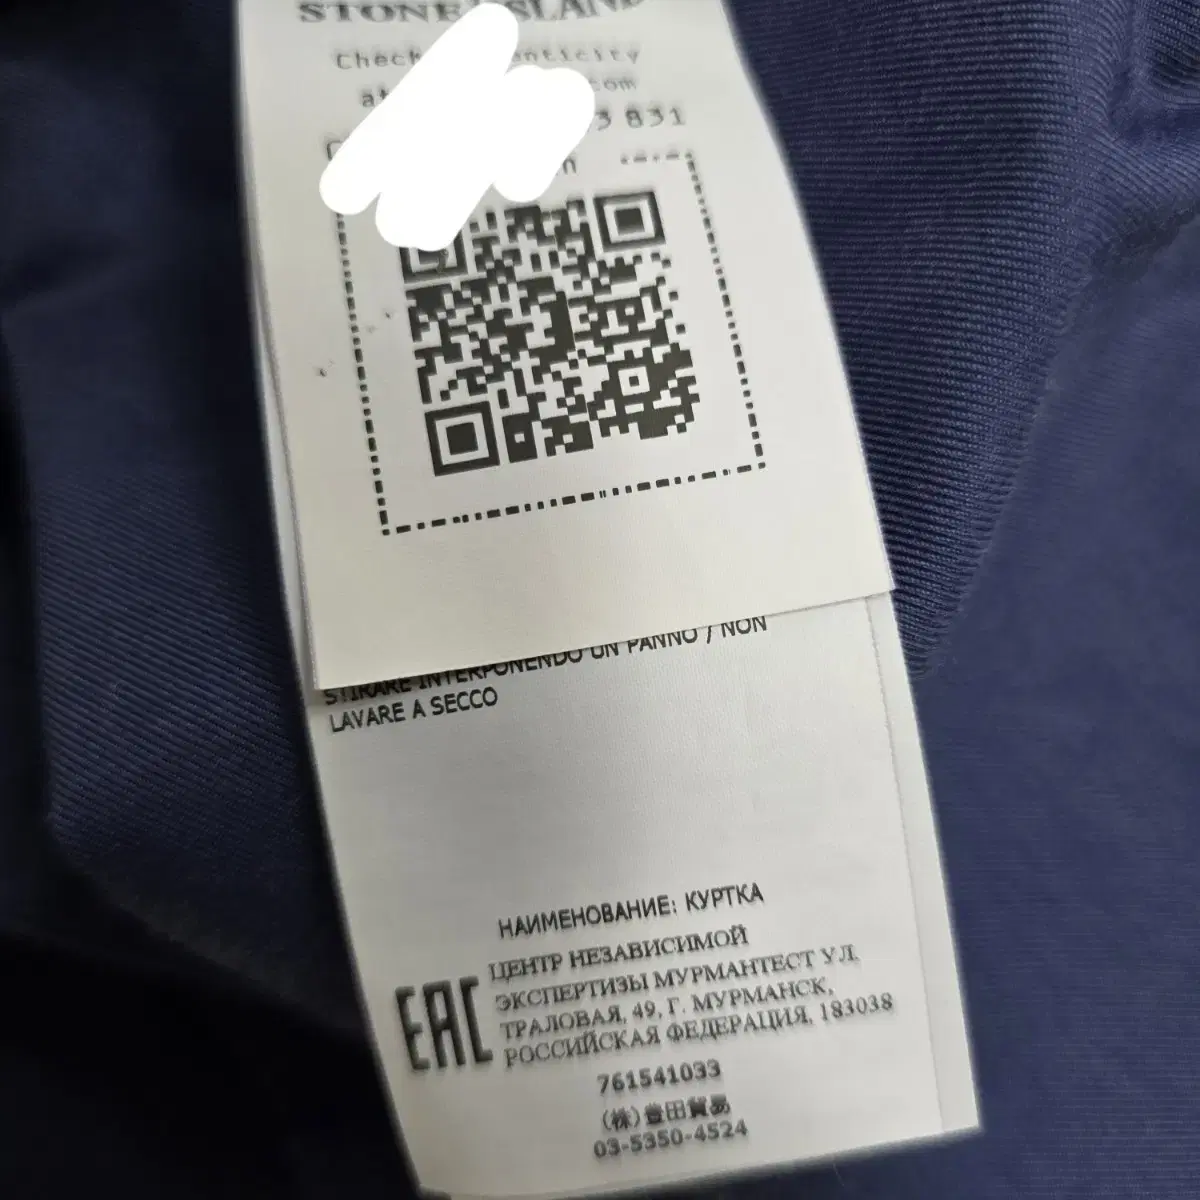 STONE ISLAND
Check
at com
3 831
STIRARE INTERPONENDO UN PANNO / NON
LAVARE A SECCO
НАИМЕНОВАНИЕ: КУРТКА
ЦЕНТР НЕЗАВИСИМОЙ
ЭКСПЕРТИЗЫ МУРМАНТЕСТ УЛ.
ТРАЛОВАЯ, 49, Г. МУРМАНСК,
РОССИЙСКАЯ ФЕДЕРАЦИЯ, 183038
EAC
761541033
(株)豊田貿易
03-5350-4524